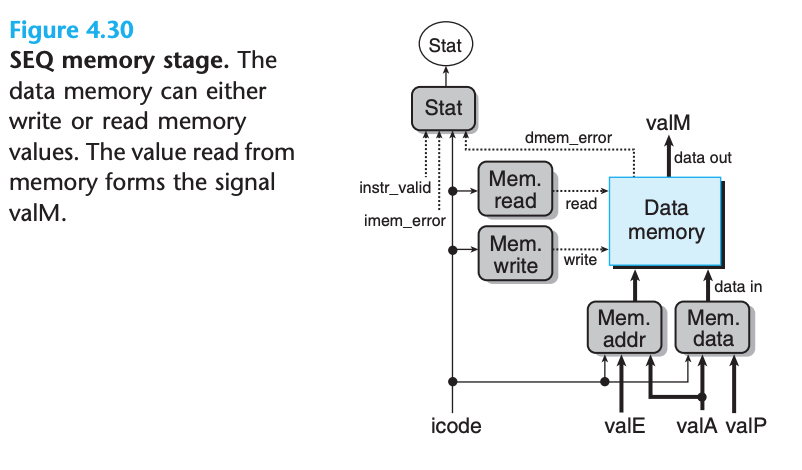 Figure 4.30
SEQ memory stage. The
data memory can either
write or read memory
values. The value read from
memory forms the signal
valM.
Stat
Stat
dmem_error
valM
data out
instr_valid
imem_error
Mem.
read
read
Data
memory
Mem.
write
write
data in
Mem.
addr
Mem.
data
icode
valE
valA
valP